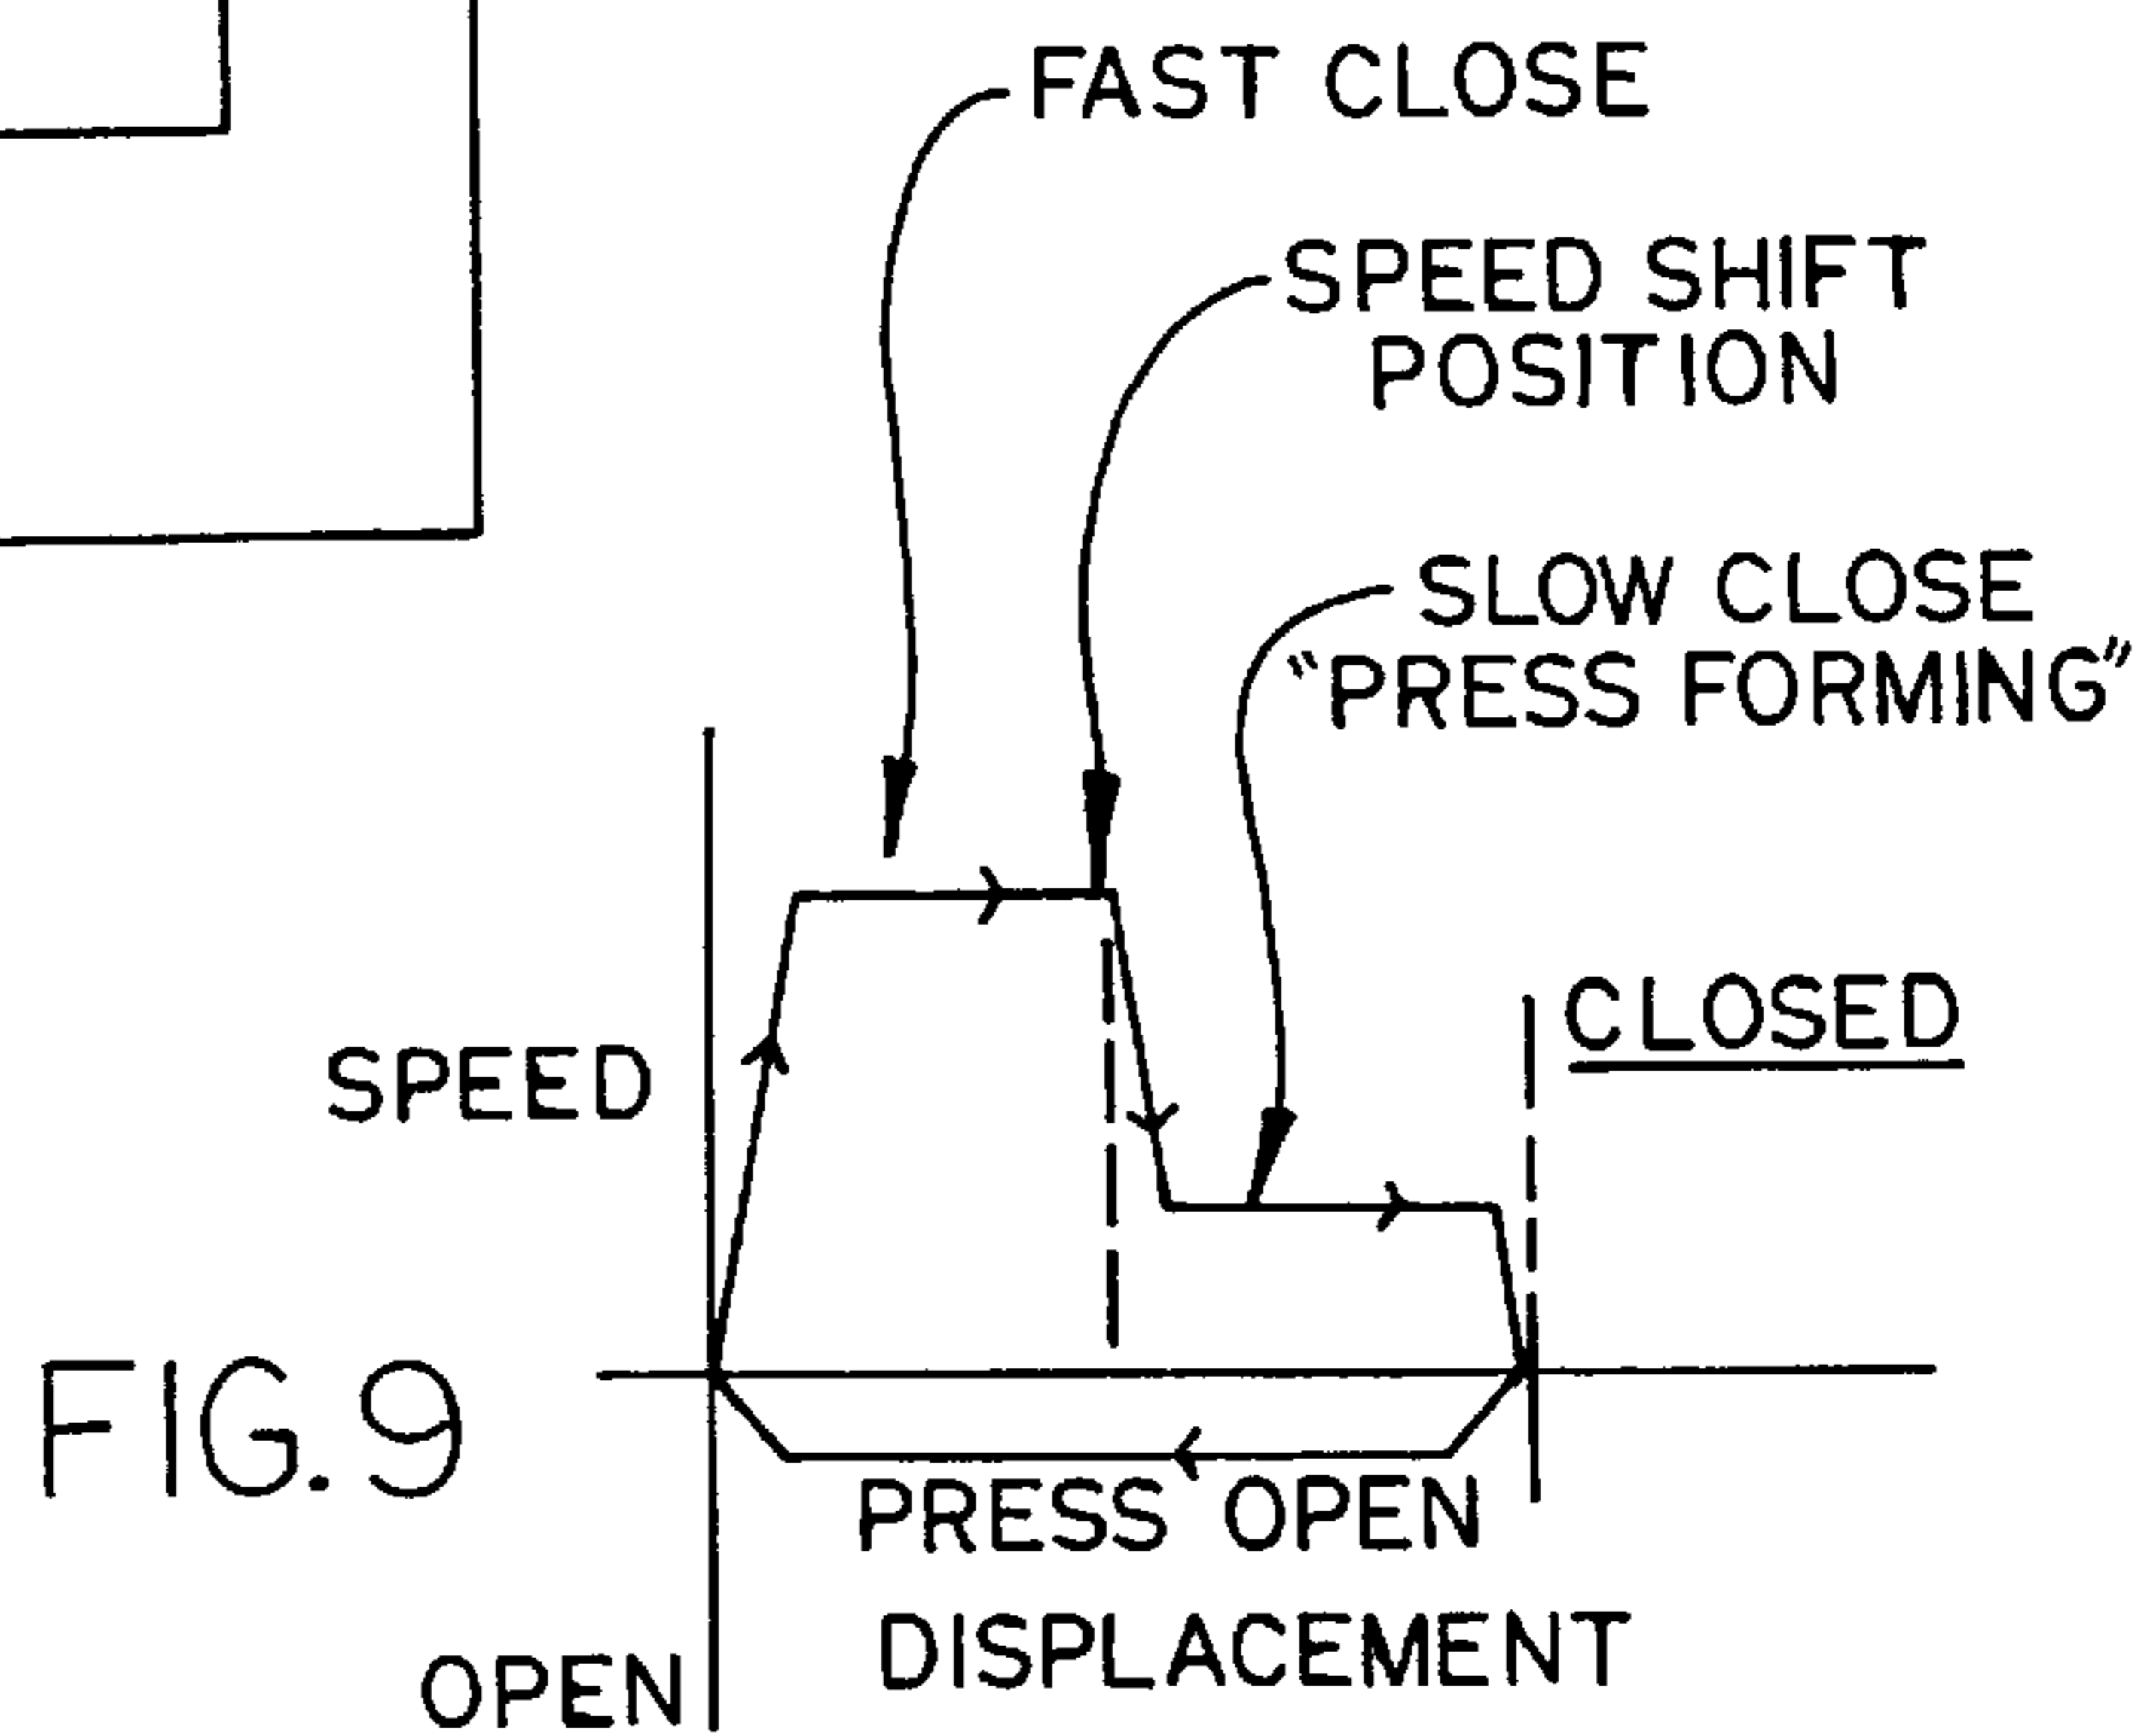 FAST CLOSE
SPEED SHIFT
POSITION
SLOW CLOSE
"PRESS FORMING"
CLOSED
SPEED
FIG. 9
PRESS OPEN
DISPLACEMENT
OPEN